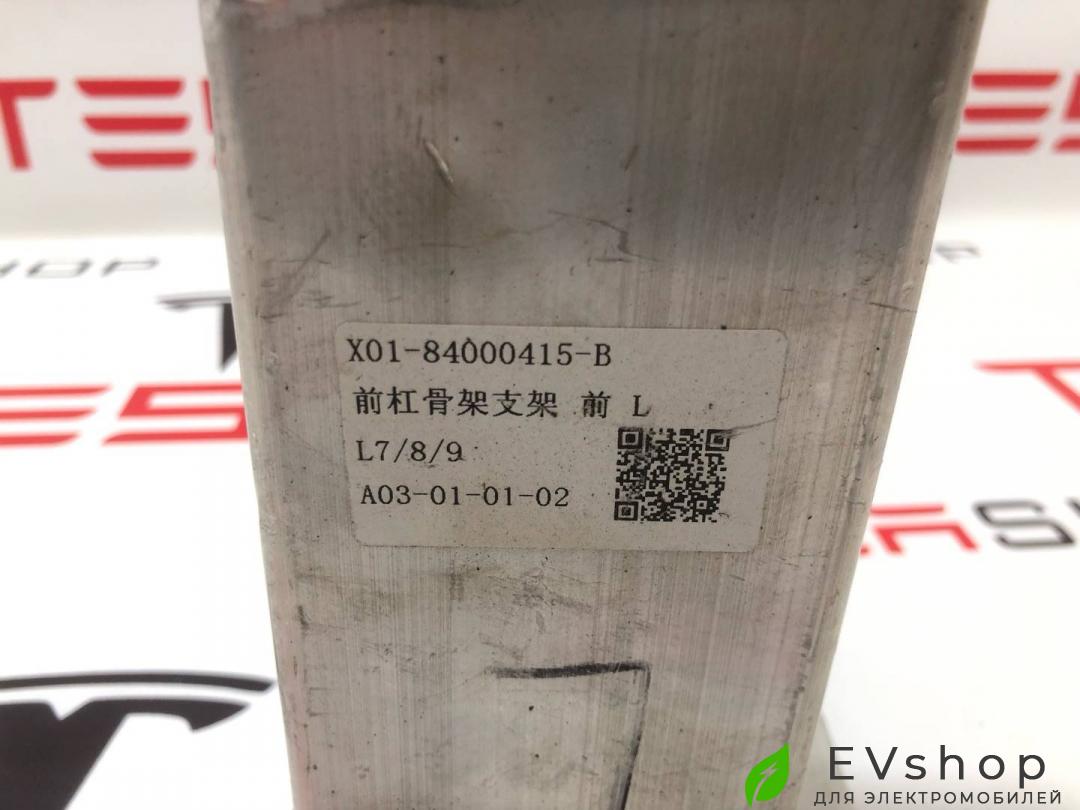 X01-84000415-B
前杠骨架支架 前 L
L7/8/9
A03-01-01-02
EVshop
ДЛЯ ЭЛЕКТРОМОБИЛЕЙ